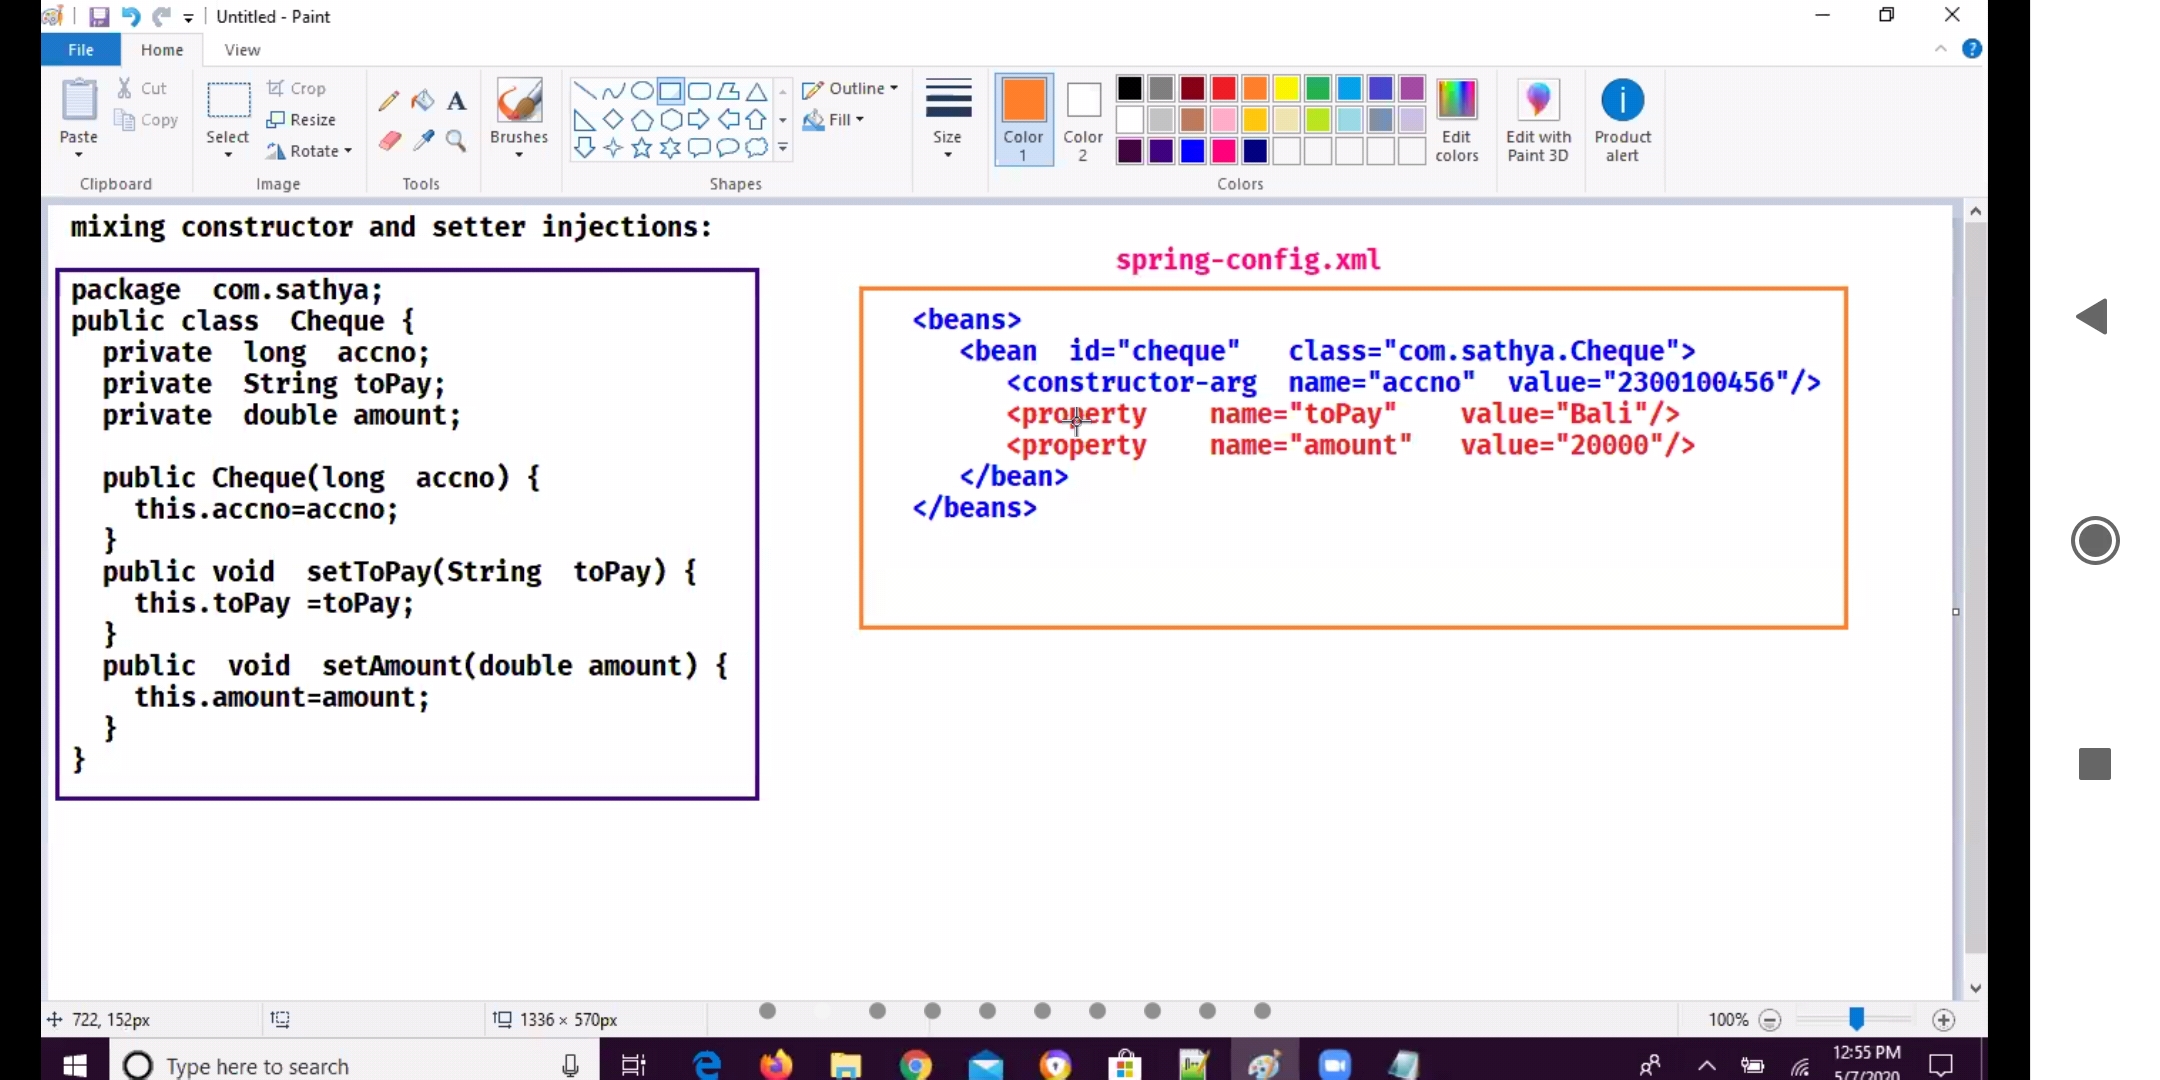 Untitled - Paint
File Home View
Paste
Cut
Copy
Clipboard
Select
Crop
Resize
Rotate
Image
Tools
Brushes
Shapes
Outline
Fill
Size
Color 1
Color 2
Colors
Edit colors
Edit with Paint 3D
Product alert
mixing constructor and setter injections:
package com.sathya;
public class Cheque {
private long accno;
private String toPay;
private double amount;
public Cheque(long accno) {
this.accno=accno;
}
public void setToPay(String toPay) {
this.toPay =toPay;
}
public void setAmount(double amount) {
this.amount=amount;
}
}
spring-config.xml
<beans>
<bean id="cheque" class="com.sathya.Cheque">
<constructor-arg name="accno" value="2300100456"/>
<property name="toPay" value="Bali"/>
<property name="amount" value="20000"/>
</bean>
</beans>
722, 152px
1336 × 570px
100%
Type here to search
12:55 PM
5/7/2020